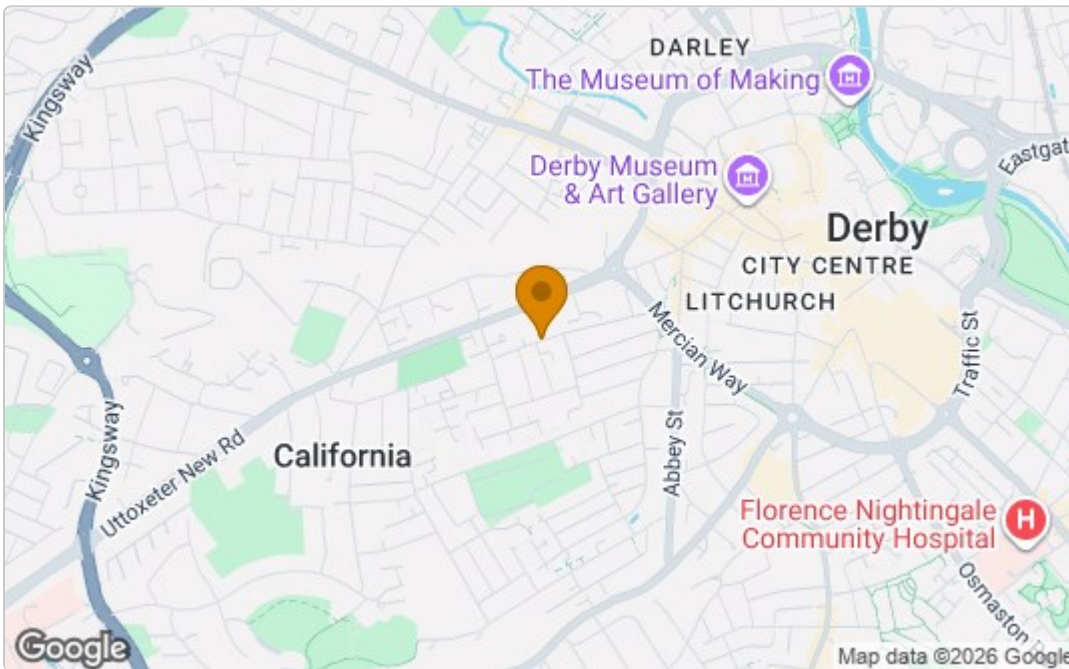 DARLEY
The Museum of Making
Kingsway
Eastgat
Derby Museum
& Art Gallery
Derby
CITY CENTRE
LITCHURCH
Mercian Way
Traffic St
Kingsway
Uttoxeter New Rd
California
Abbey St
Florence Nightingale
Community Hospital
H
Osmaston
Google
Map data ©2026 Google